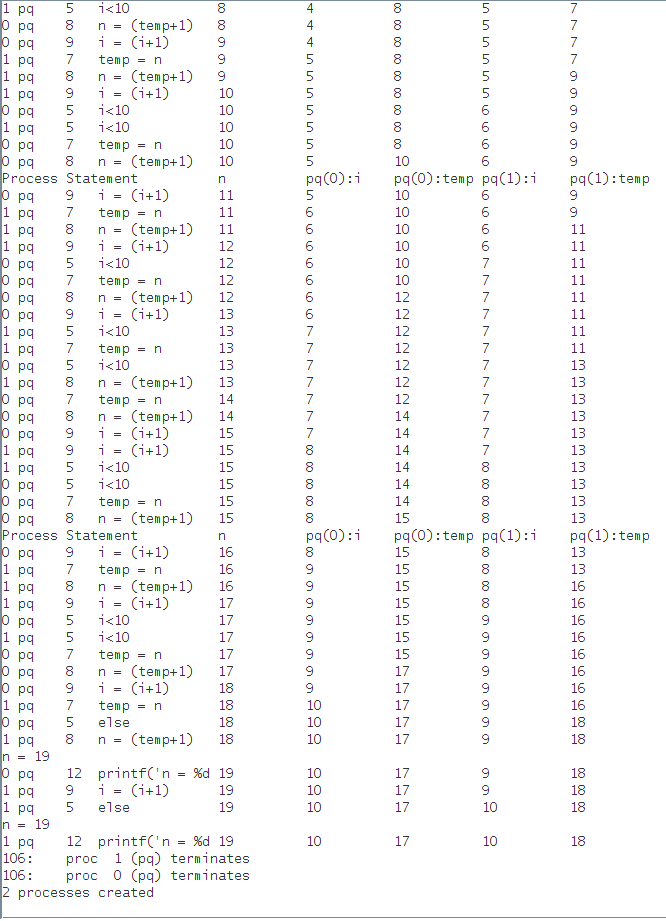 1 pq 5 i<10 8 4 8 5 7
0 pq 8 n = (temp+1) 8 4 8 5 7
0 pq 9 i = (i+1) 9 4 8 5 7
1 pq 7 temp = n 9 5 8 5 7
1 pq 8 n = (temp+1) 9 5 8 5 9
1 pq 9 i = (i+1) 10 5 8 5 9
0 pq 5 i<10 10 5 8 6 9
1 pq 5 i<10 10 5 8 6 9
0 pq 7 temp = n 10 5 8 6 9
0 pq 8 n = (temp+1) 10 5 10 6 9
Process Statement n pq(0):i pq(0):temp pq(1):i pq(1):temp
0 pq 9 i = (i+1) 11 5 10 6 9
1 pq 7 temp = n 11 6 10 6 9
1 pq 8 n = (temp+1) 11 6 10 6 11
1 pq 9 i = (i+1) 12 6 10 6 11
0 pq 5 i<10 12 6 10 7 11
0 pq 7 temp = n 12 6 10 7 11
0 pq 8 n = (temp+1) 12 6 12 7 11
0 pq 9 i = (i+1) 13 6 12 7 11
1 pq 5 i<10 13 7 12 7 11
1 pq 7 temp = n 13 7 12 7 11
0 pq 5 i<10 13 7 12 7 13
1 pq 8 n = (temp+1) 13 7 12 7 13
0 pq 7 temp = n 14 7 12 7 13
0 pq 8 n = (temp+1) 14 7 14 7 13
0 pq 9 i = (i+1) 15 7 14 7 13
1 pq 9 i = (i+1) 15 8 14 7 13
1 pq 5 i<10 15 8 14 8 13
0 pq 5 i<10 15 8 14 8 13
0 pq 7 temp = n 15 8 14 8 13
0 pq 8 n = (temp+1) 15 8 15 8 13
Process Statement n pq(0):i pq(0):temp pq(1):i pq(1):temp
0 pq 9 i = (i+1) 16 8 15 8 13
1 pq 7 temp = n 16 9 15 8 13
1 pq 8 n = (temp+1) 16 9 15 8 16
1 pq 9 i = (i+1) 17 9 15 8 16
0 pq 5 i<10 17 9 15 9 16
1 pq 5 i<10 17 9 15 9 16
0 pq 7 temp = n 17 9 15 9 16
0 pq 8 n = (temp+1) 17 9 17 9 16
0 pq 9 i = (i+1) 18 9 17 9 16
1 pq 7 temp = n 18 10 17 9 16
0 pq 5 else 18 10 17 9 18
1 pq 8 n = (temp+1) 18 10 17 9 18
n = 19
0 pq 12 printf('n = %d 19 10 17 9 18
1 pq 9 i = (i+1) 19 10 17 9 18
1 pq 5 else 19 10 17 10 18
n = 19
1 pq 12 printf('n = %d 19 10 17 10 18
106: proc 1 (pq) terminates
106: proc 0 (pq) terminates
2 processes created